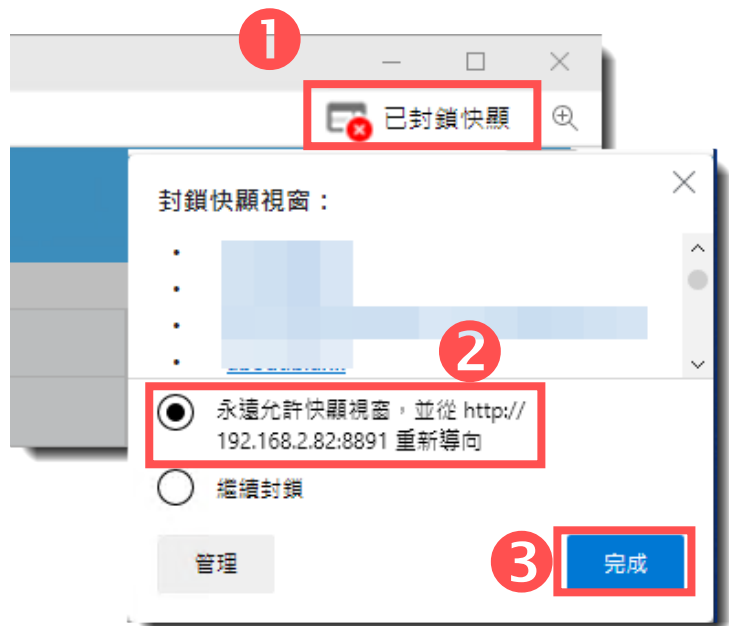 1
已封鎖快顯
封鎖快顯視窗：
2
永遠允許快顯視窗，並從 http://
192.168.2.82:8891 重新導向
繼續封鎖
管理
3
完成